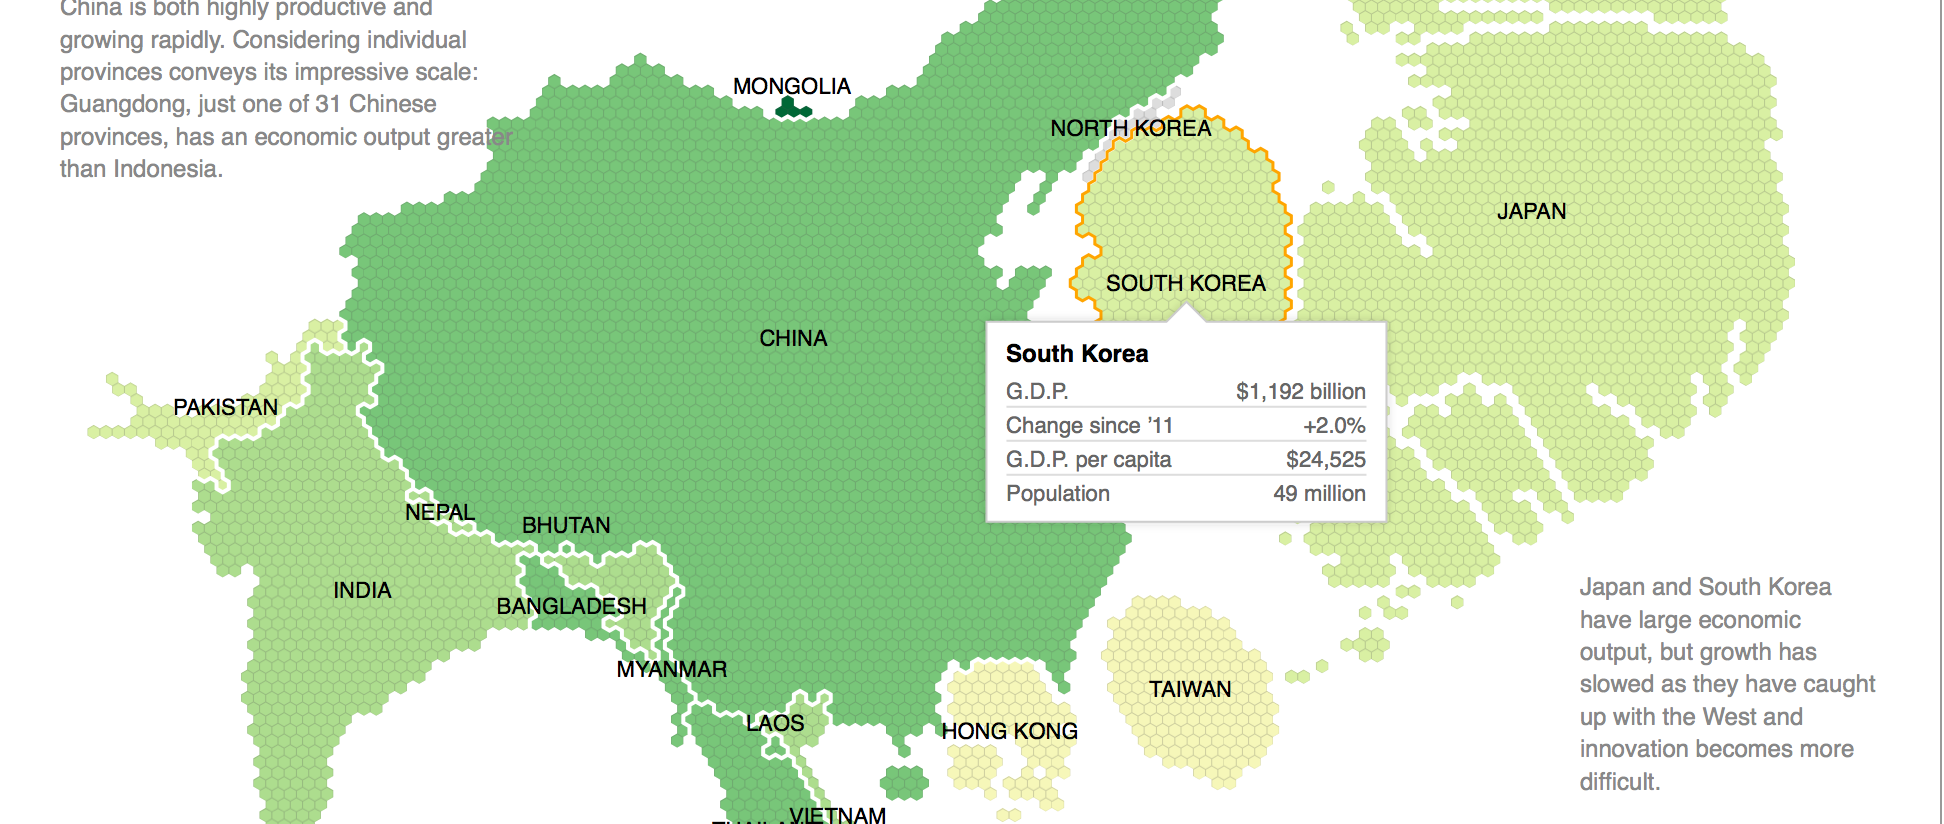 China is both highly productive and
growing rapidly. Considering individual
provinces conveys its impressive scale:
Guangdong, just one of 31 Chinese
provinces, has an economic output greater
than Indonesia.
MONGOLIA
NORTH KOREA
JAPAN
SOUTH KOREA
CHINA
South Korea
G.D.P. $1,192 billion
Change since ’11 +2.0%
G.D.P. per capita $24,525
Population 49 million
PAKISTAN
NEPAL
BHUTAN
INDIA
BANGLADESH
MYANMAR
LAOS
HONG KONG
TAIWAN
VIETNAM
Japan and South Korea
have large economic
output, but growth has
slowed as they have caught
up with the West and
innovation becomes more
difficult.